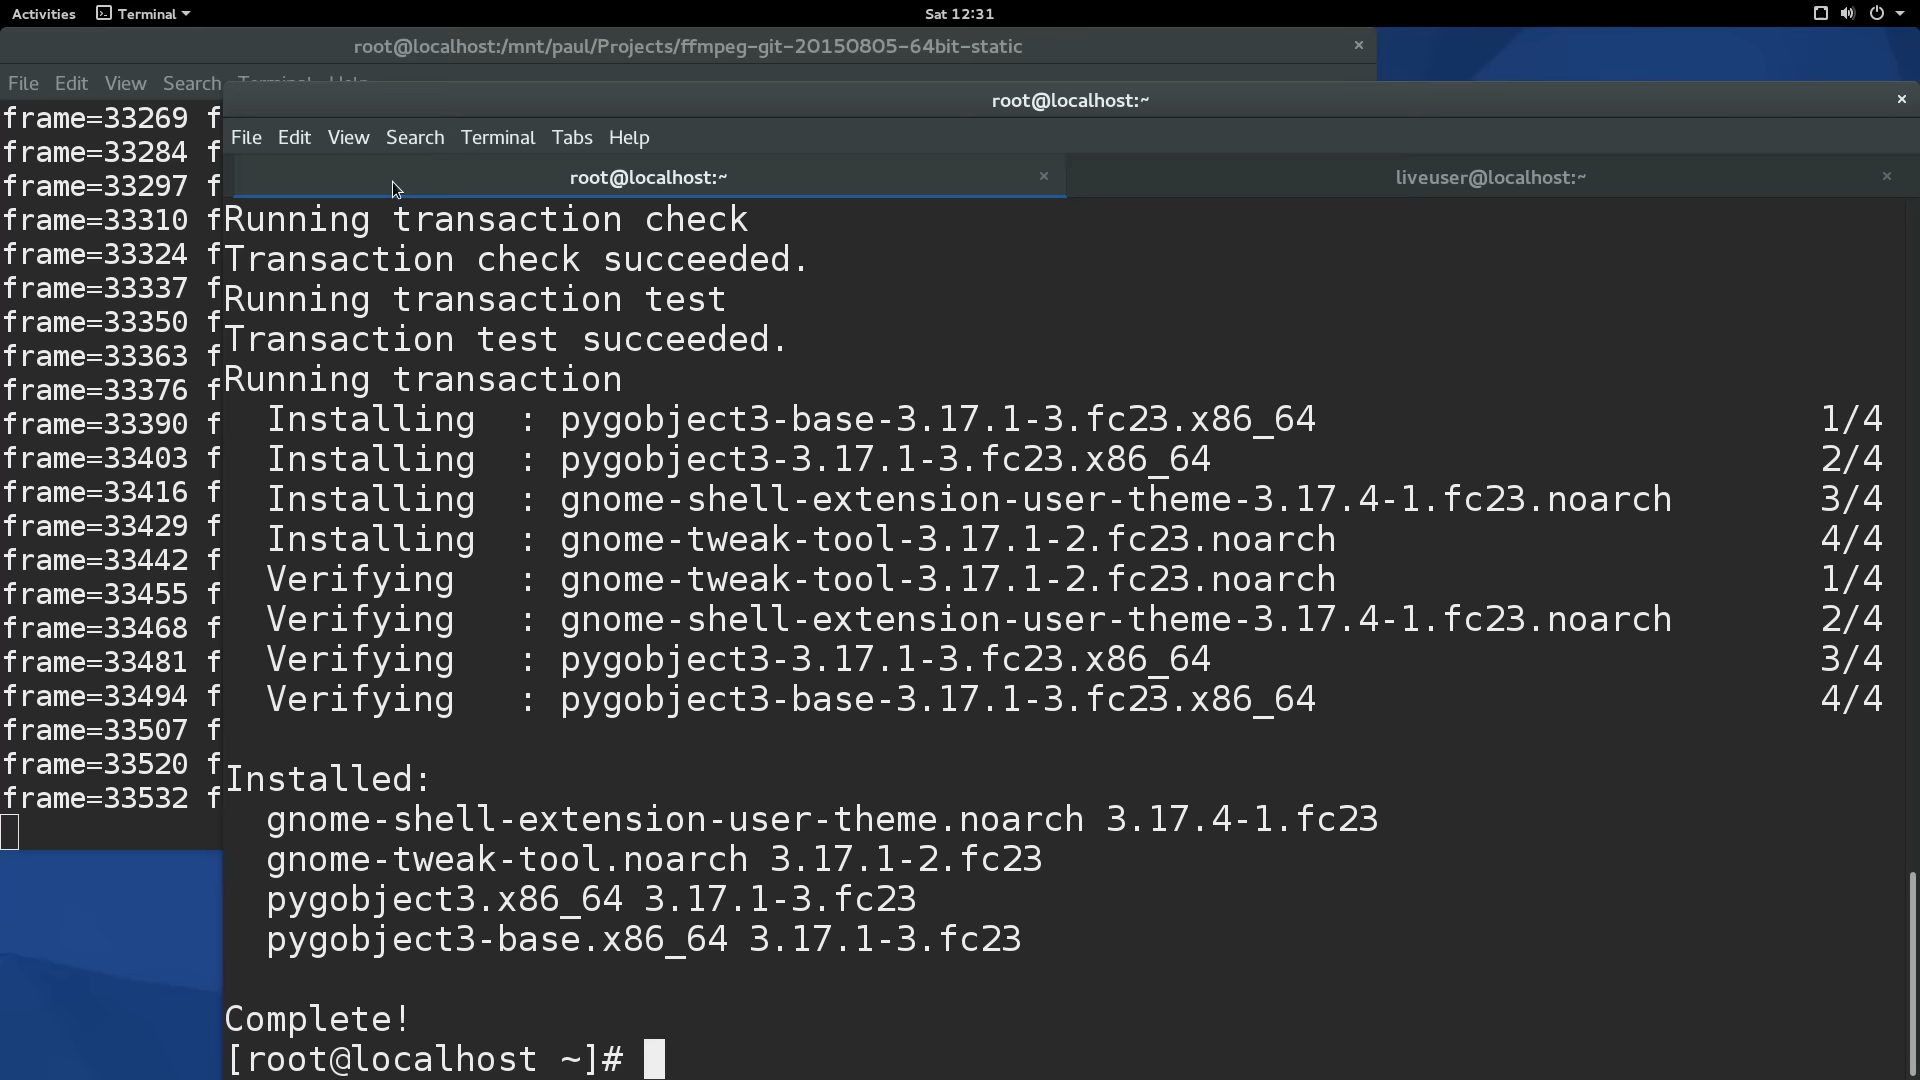 Activities Terminal Sat 12:31
root@localhost:/mnt/paul/Projects/ffmpeg-git-20150805-64bit-static
File Edit View Search Terminal Help
root@localhost:~
File Edit View Search Terminal Tabs Help
root@localhost:~ liveuser@localhost:~
frame=33269 f
frame=33284 f
frame=33297 f
frame=33310 f
frame=33324 f
frame=33337 f
frame=33350 f
frame=33363 f
frame=33376 f
frame=33390 f
frame=33403 f
frame=33416 f
frame=33429 f
frame=33442 f
frame=33455 f
frame=33468 f
frame=33481 f
frame=33494 f
frame=33507 f
frame=33520 f
frame=33532 f
Running transaction check
Transaction check succeeded.
Running transaction test
Transaction test succeeded.
Running transaction
Installing : pygobject3-base-3.17.1-3.fc23.x86_64 1/4
Installing : pygobject3-3.17.1-3.fc23.x86_64 2/4
Installing : gnome-shell-extension-user-theme-3.17.4-1.fc23.noarch 3/4
Installing : gnome-tweak-tool-3.17.1-2.fc23.noarch 4/4
Verifying : gnome-tweak-tool-3.17.1-2.fc23.noarch 1/4
Verifying : gnome-shell-extension-user-theme-3.17.4-1.fc23.noarch 2/4
Verifying : pygobject3-3.17.1-3.fc23.x86_64 3/4
Verifying : pygobject3-base-3.17.1-3.fc23.x86_64 4/4
Installed:
gnome-shell-extension-user-theme.noarch 3.17.4-1.fc23
gnome-tweak-tool.noarch 3.17.1-2.fc23
pygobject3.x86_64 3.17.1-3.fc23
pygobject3-base.x86_64 3.17.1-3.fc23
Complete!
[root@localhost ~]#